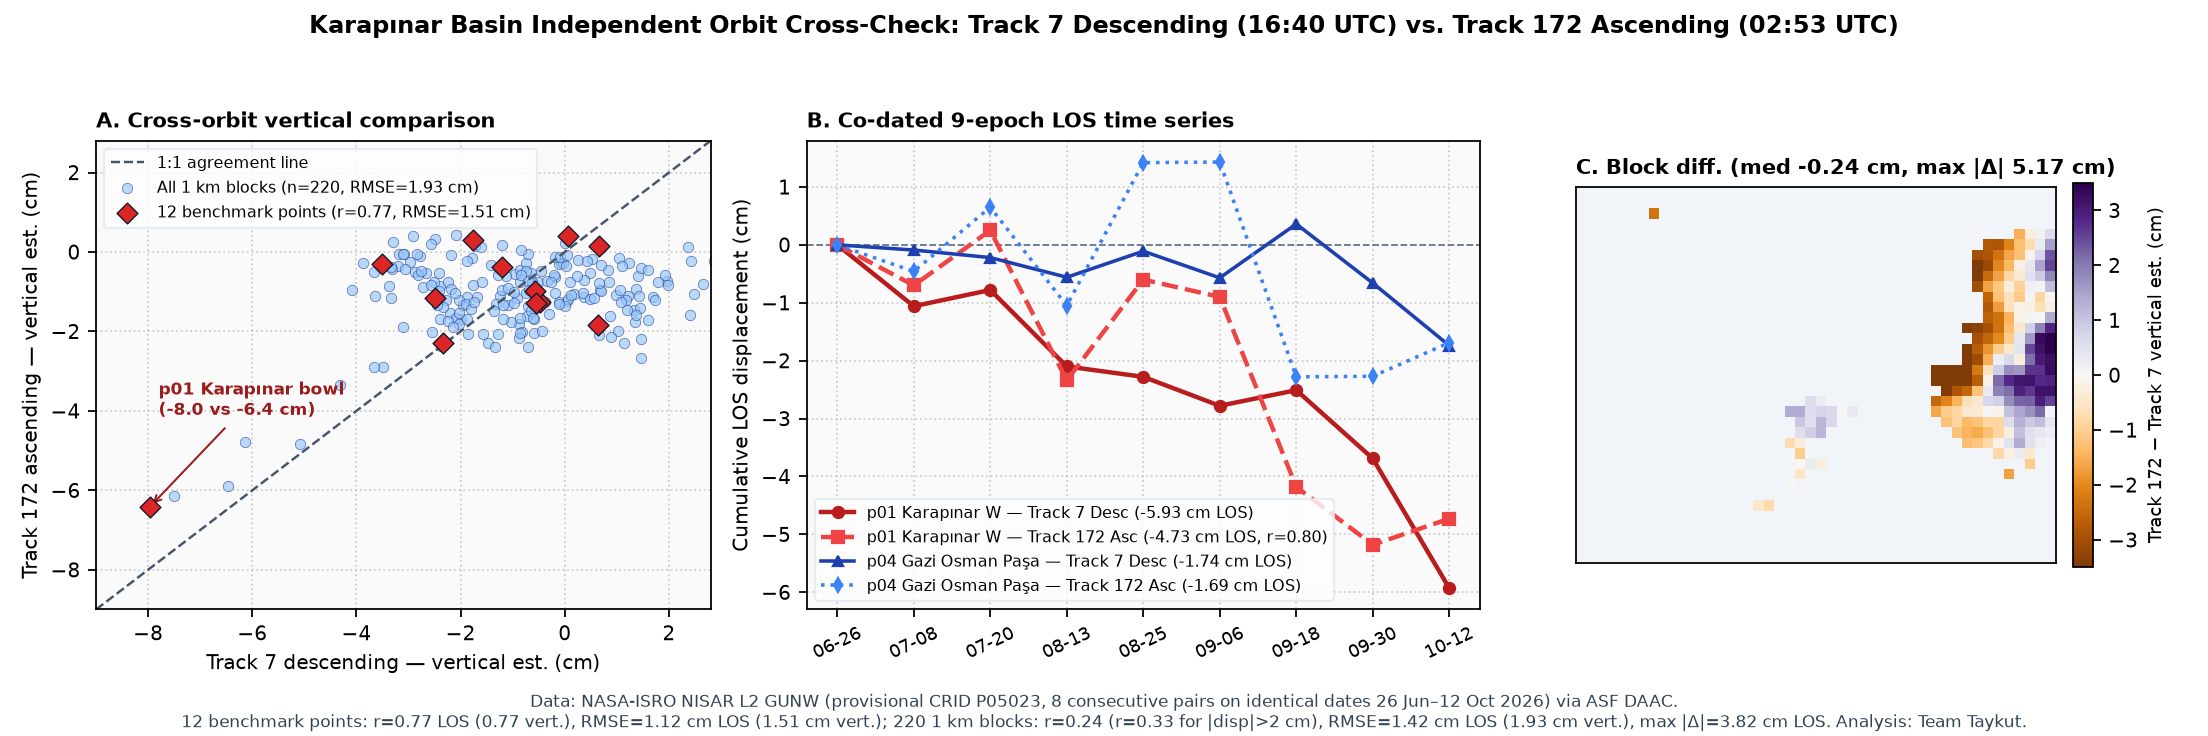 Karapınar Basin Independent Orbit Cross-Check: Track 7 Descending (16:40 UTC) vs. Track 172 Ascending (02:53 UTC)
A. Cross-orbit vertical comparison
1:1 agreement line
All 1 km blocks (n=220, RMSE=1.93 cm)
12 benchmark points (r=0.77, RMSE=1.51 cm)
p01 Karapınar bowl
(-8.0 vs -6.4 cm)
2
0
−2
−4
−6
−8
Track 172 ascending — vertical est. (cm)
−8
−6
−4
−2
0
2
Track 7 descending — vertical est. (cm)
B. Co-dated 9-epoch LOS time series
1
0
−1
−2
−3
−4
−5
−6
Cumulative LOS displacement (cm)
p01 Karapınar W — Track 7 Desc (-5.93 cm LOS)
p01 Karapınar W — Track 172 Asc (-4.73 cm LOS, r=0.80)
p04 Gazi Osman Paşa — Track 7 Desc (-1.74 cm LOS)
p04 Gazi Osman Paşa — Track 172 Asc (-1.69 cm LOS)
06-26
07-08
07-20
08-13
08-25
09-06
09-18
09-30
10-12
C. Block diff. (med -0.24 cm, max |Δ| 5.17 cm)
3
2
1
0
−1
−2
−3
Track 172 − Track 7 vertical est. (cm)
Data: NASA-ISRO NISAR L2 GUNW (provisional CRID P05023, 8 consecutive pairs on identical dates 26 Jun–12 Oct 2026) via ASF DAAC.
12 benchmark points: r=0.77 LOS (0.77 vert.), RMSE=1.12 cm LOS (1.51 cm vert.); 220 1 km blocks: r=0.24 (r=0.33 for |disp|>2 cm), RMSE=1.42 cm LOS (1.93 cm vert.), max |Δ|=3.82 cm LOS. Analysis: Team Taykut.